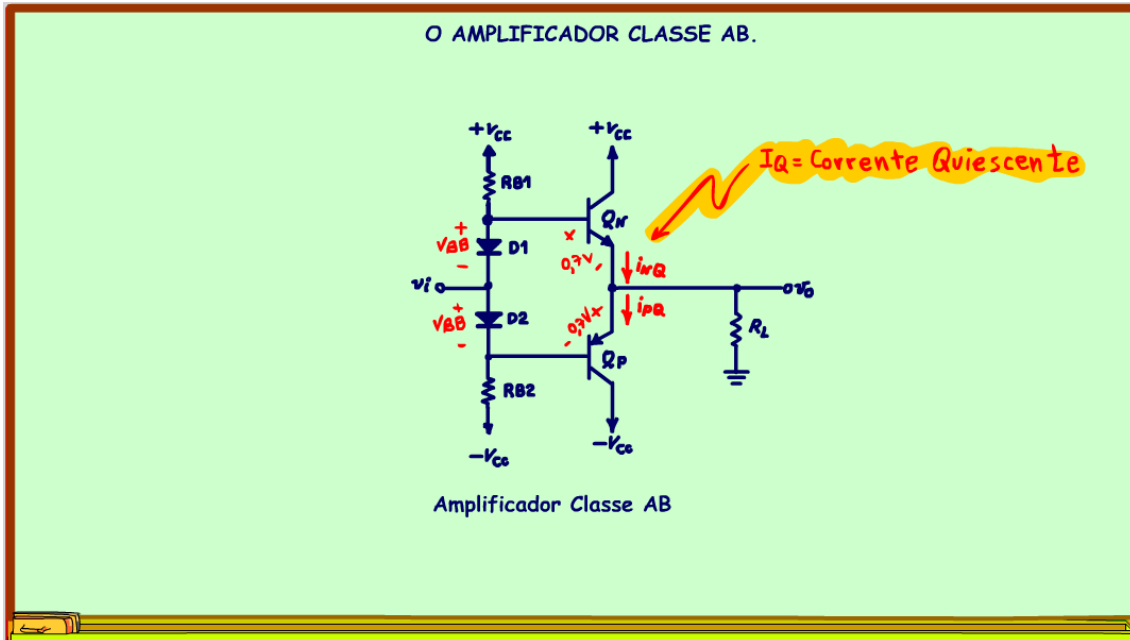 O AMPLIFICADOR CLASSE AB.
+VCC
+VCC
IQ = Corrente Quiescente
RB1
QN
+
VBB
-
D1
+
0,7V
-
iNQ
vi
vo
+
VBB
-
D2
0,7V
+
-
iPQ
RL
QP
RB2
-VCC
-VCC
Amplificador Classe AB